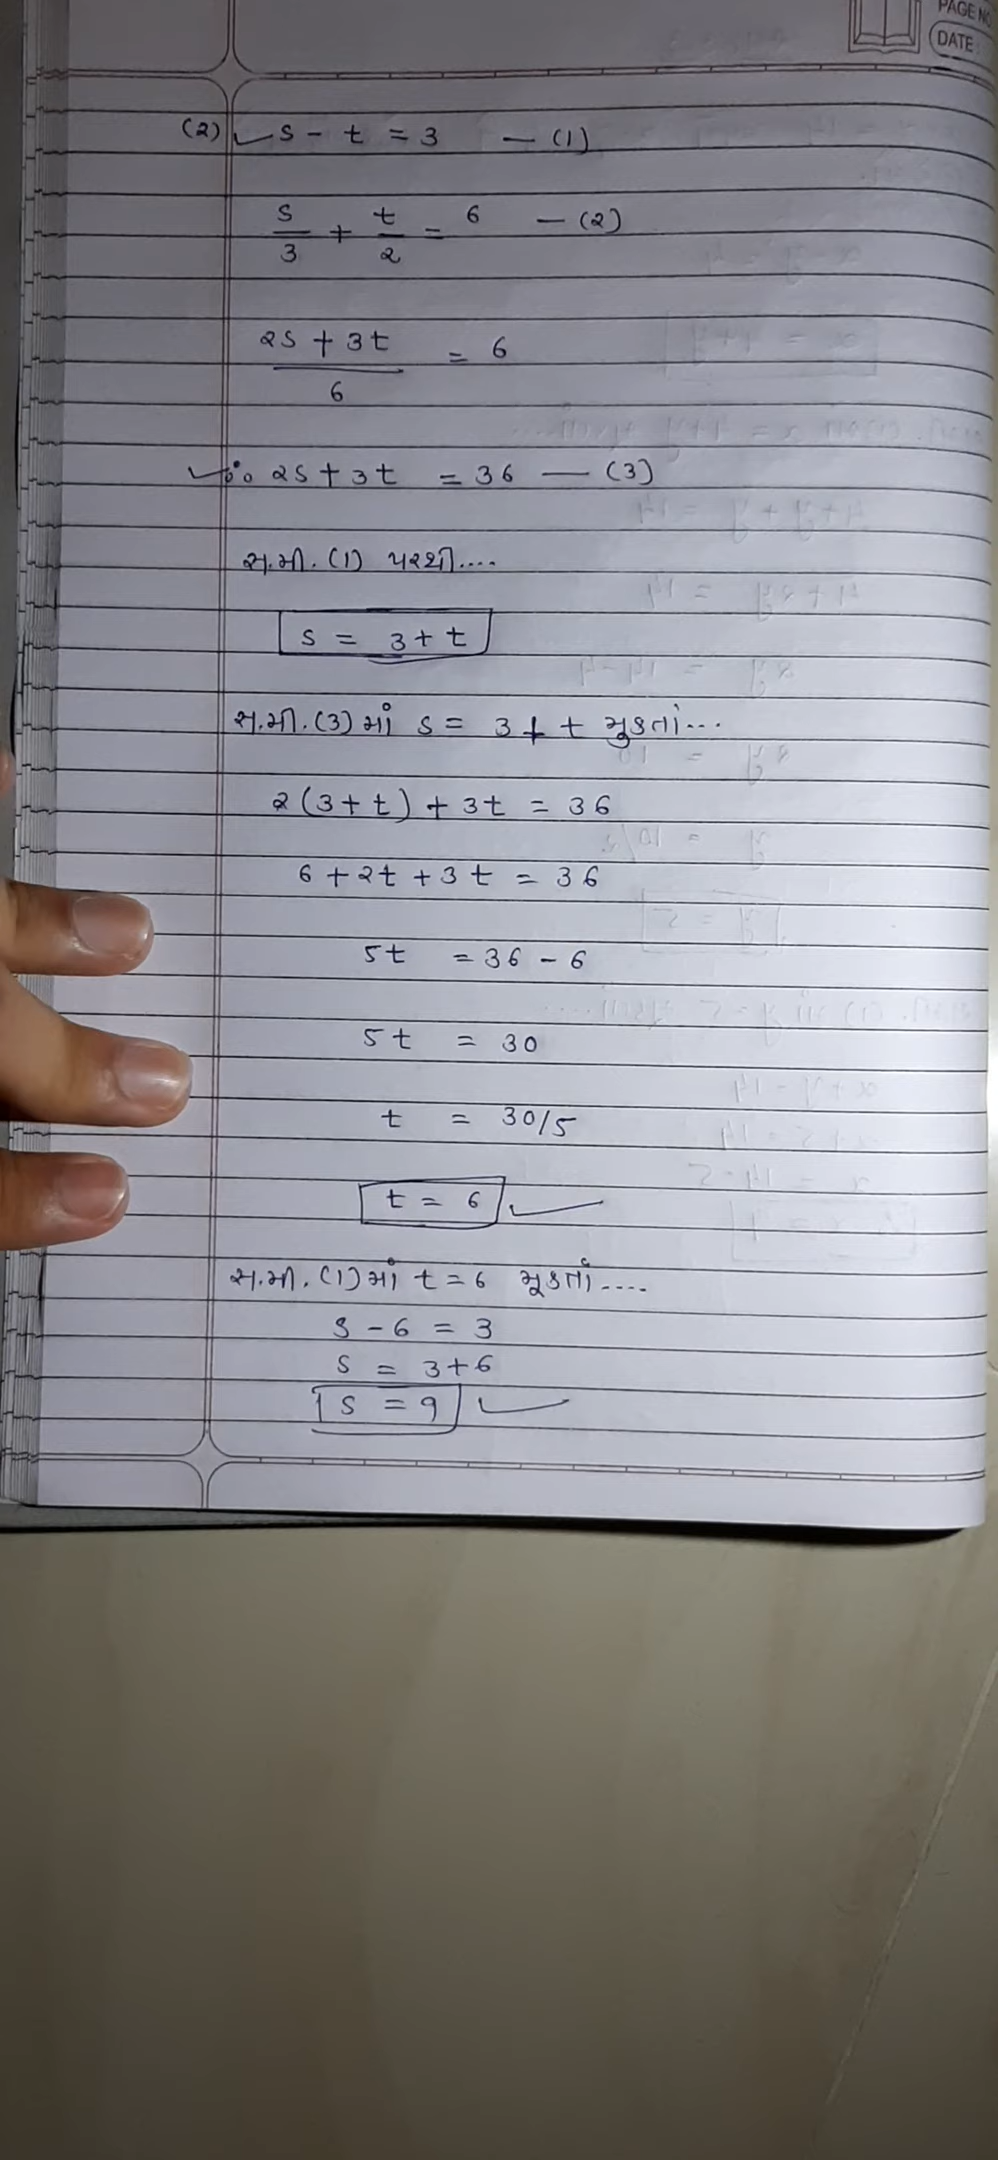 PAGE NO
DATE
(2) s - t = 3 — (1)
s/3 + t/2 = 6 — (2)
2s + 3t / 6 = 6
∴ 2s + 3t = 36 — (3)
સ.મી. (1) પરથી....
s = 3 + t
સ.મી. (3) માં s = 3 + t મુકતાં...
2 (3 + t) + 3t = 36
6 + 2t + 3t = 36
5t = 36 - 6
5t = 30
t = 30/5
t = 6
સ.મી. (1) માં t = 6 મૂકતાં....
s - 6 = 3
s = 3 + 6
s = 9